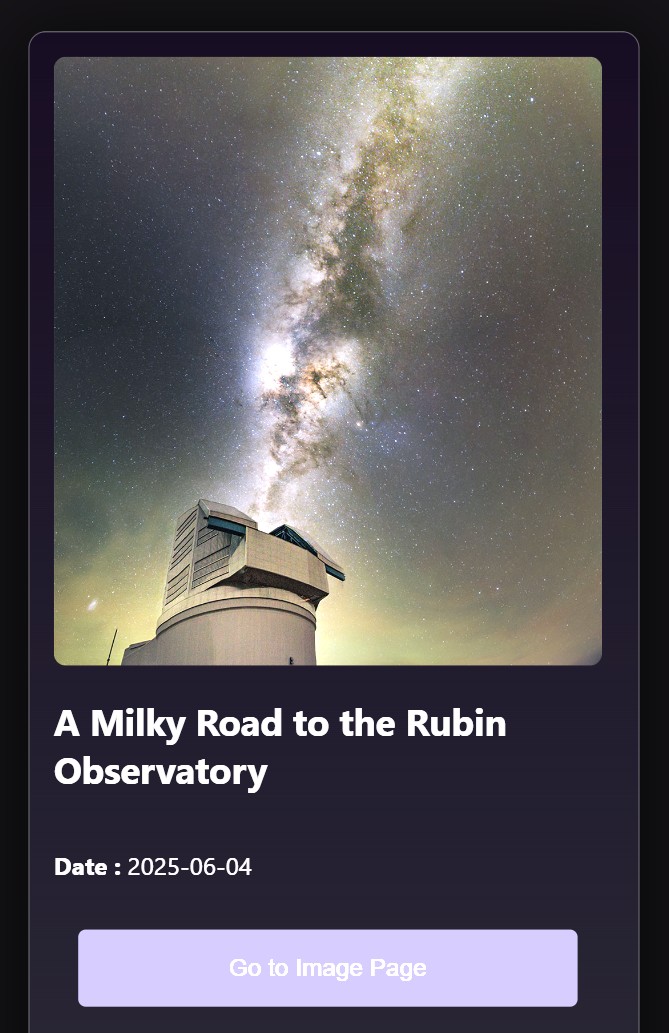 A Milky Road to the Rubin
Observatory
Date : 2025-06-04
Go to Image Page